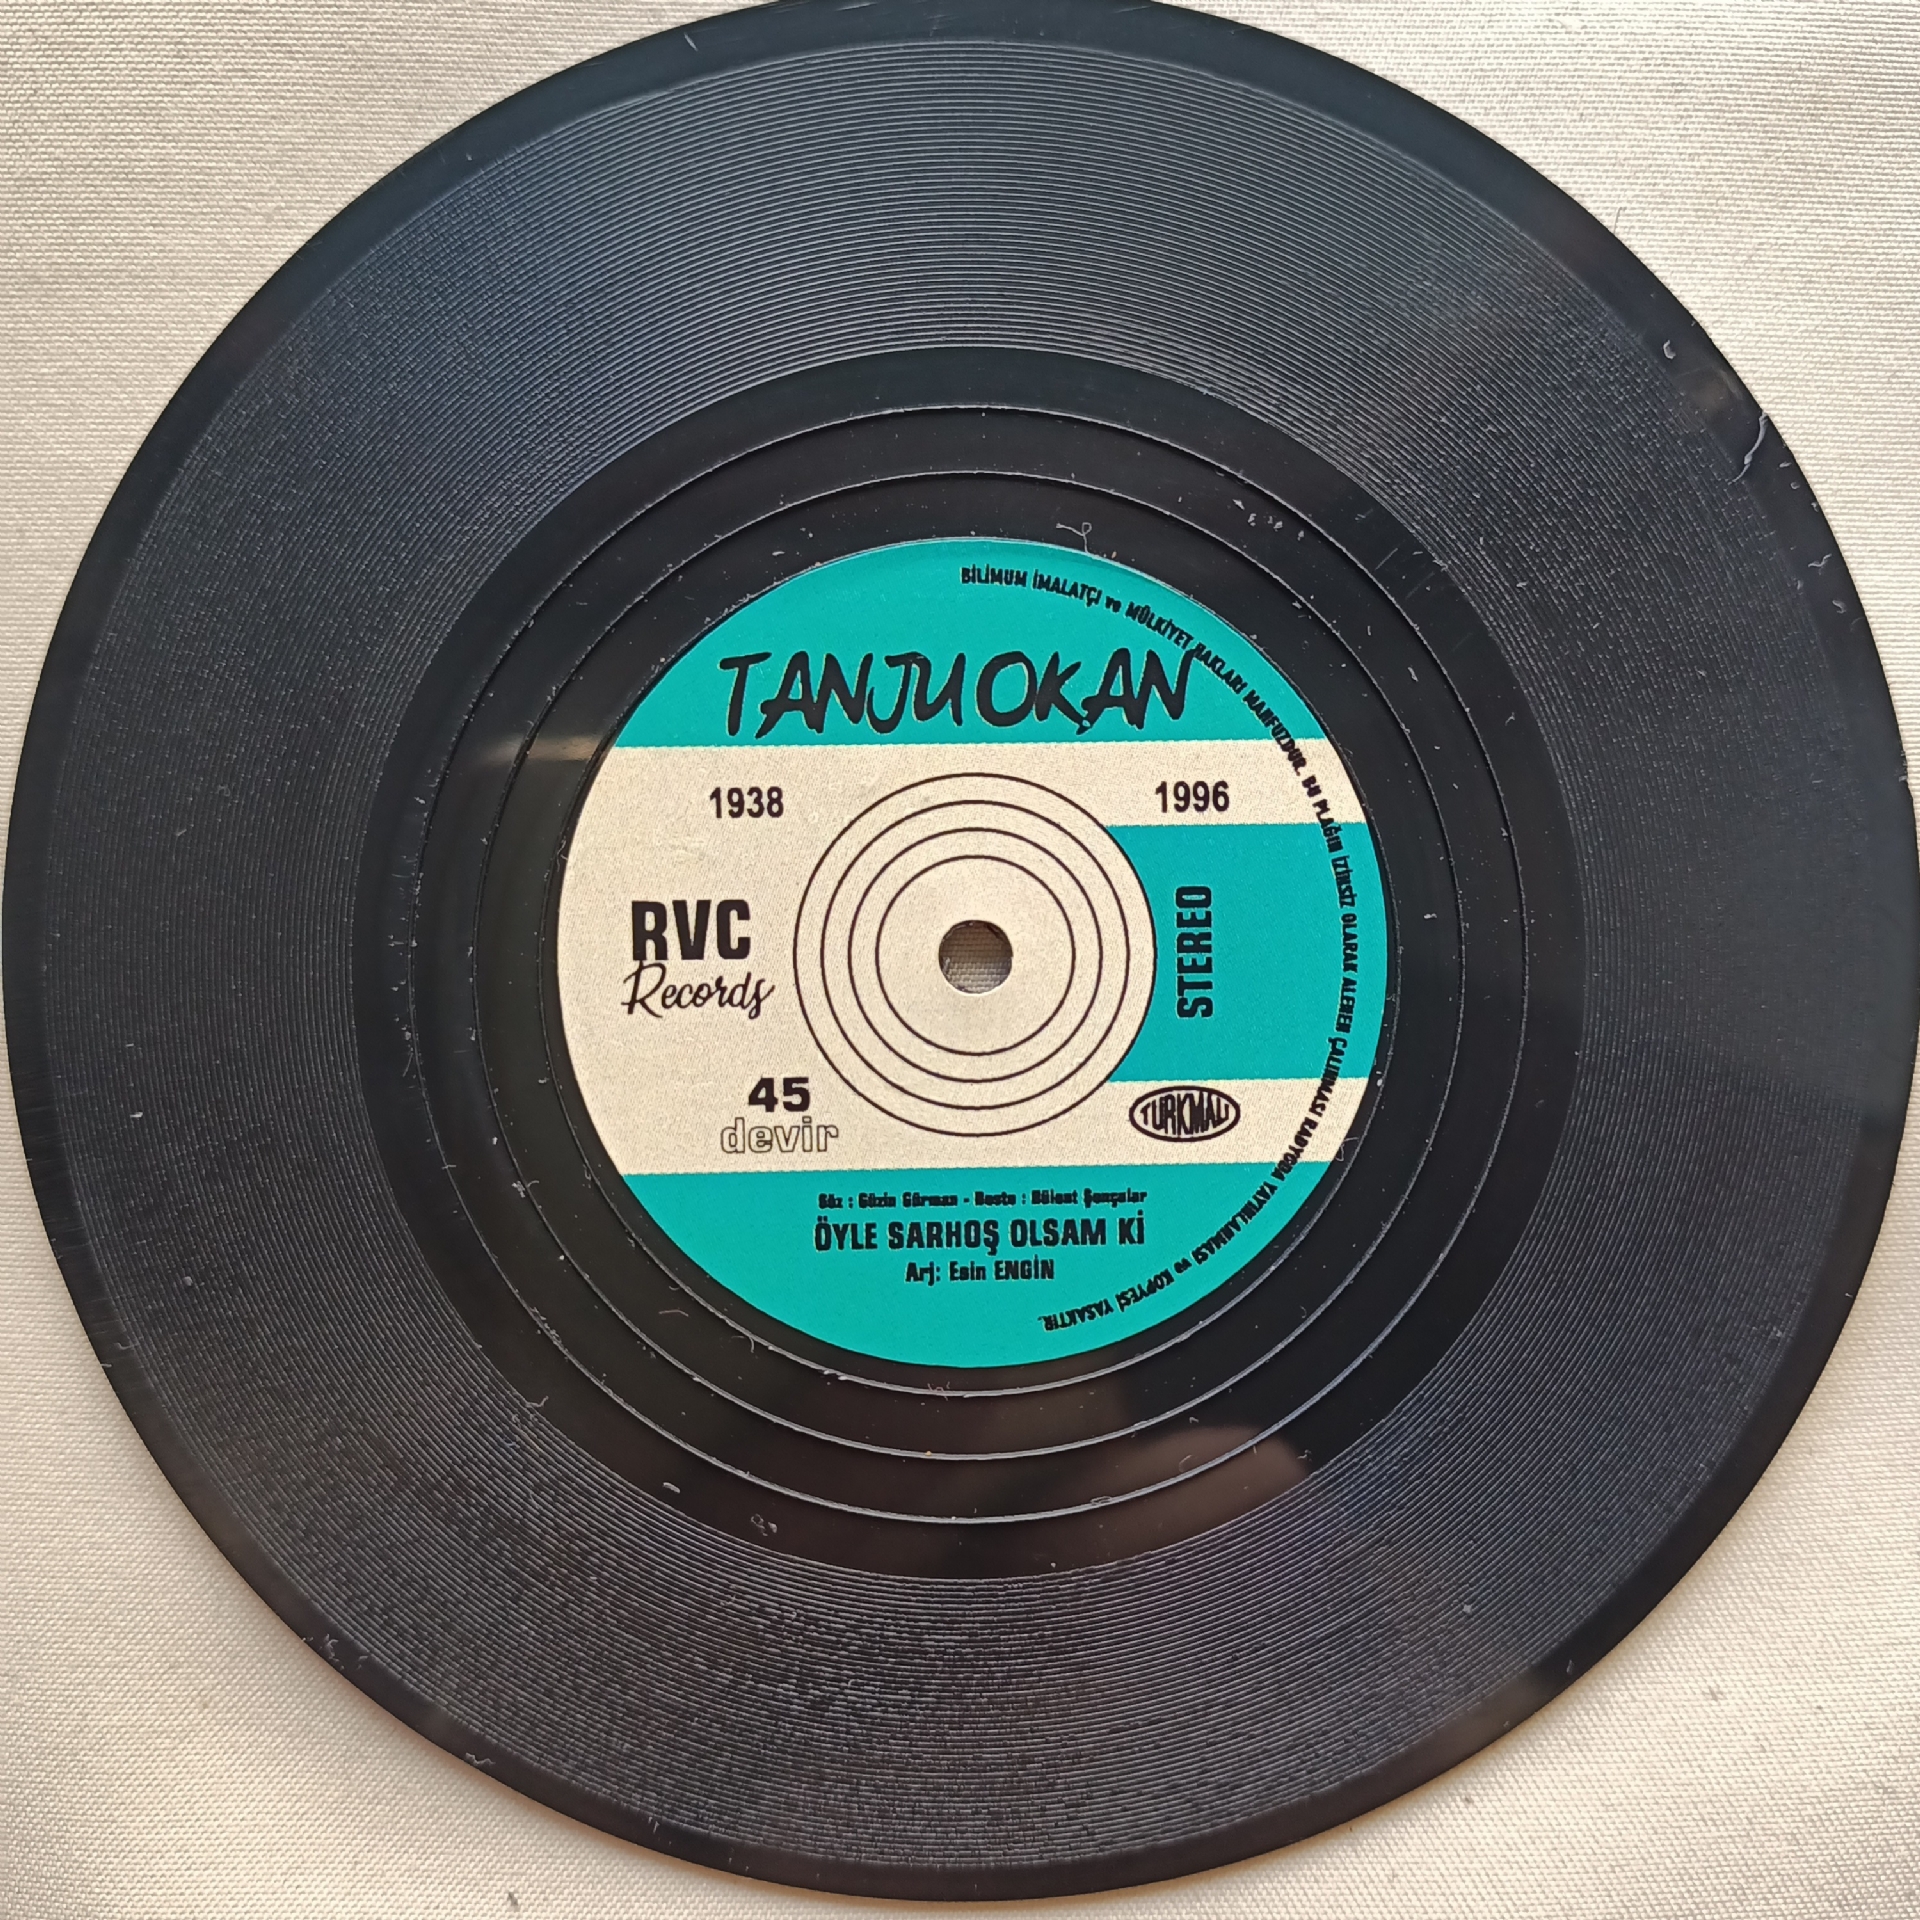 BİLİMUM İMALATÇI ve MÜLKİYET HAKLARI MAHFUZDUR. BU PLAĞIN İZİNSİZ OLARAK ALENEN ÇALINMASI RADYODA YAYINLANMASI ve KOPYESİ YASAKTIR.
TANJU OKAN
1938
1996
RVC
Records
STEREO
45
devir
TÜRKMALI
Söz : Güzin Gürman - Beste : Bülent Şençalar
ÖYLE SARHOŞ OLSAM Kİ
Arj: Esin ENGİN